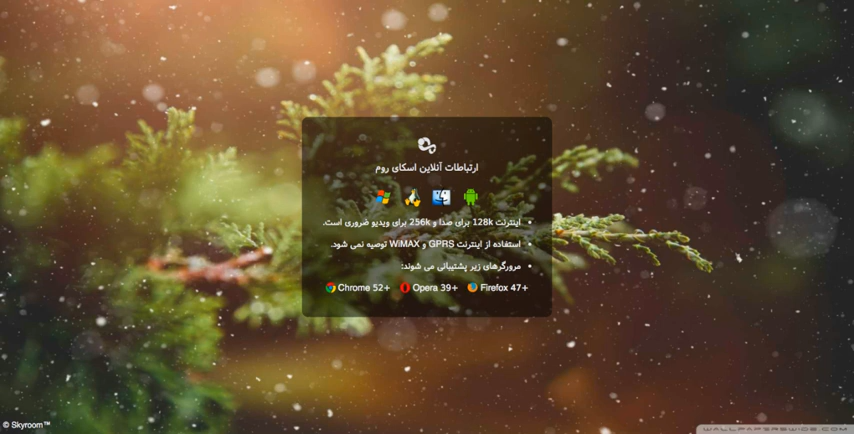 ارتباطات آنلاین اسکای روم
اینترنت 128k برای صدا و 256k برای ویدیو ضروری است.
استفاده از اینترنت GPRS و WiMAX توصیه نمی شود.
مرورگرهای زیر پشتیبانی می شوند:
Chrome 52+ Opera 39+ Firefox 47+
© Skyroom™
WALLPAPERSWIDE.COM